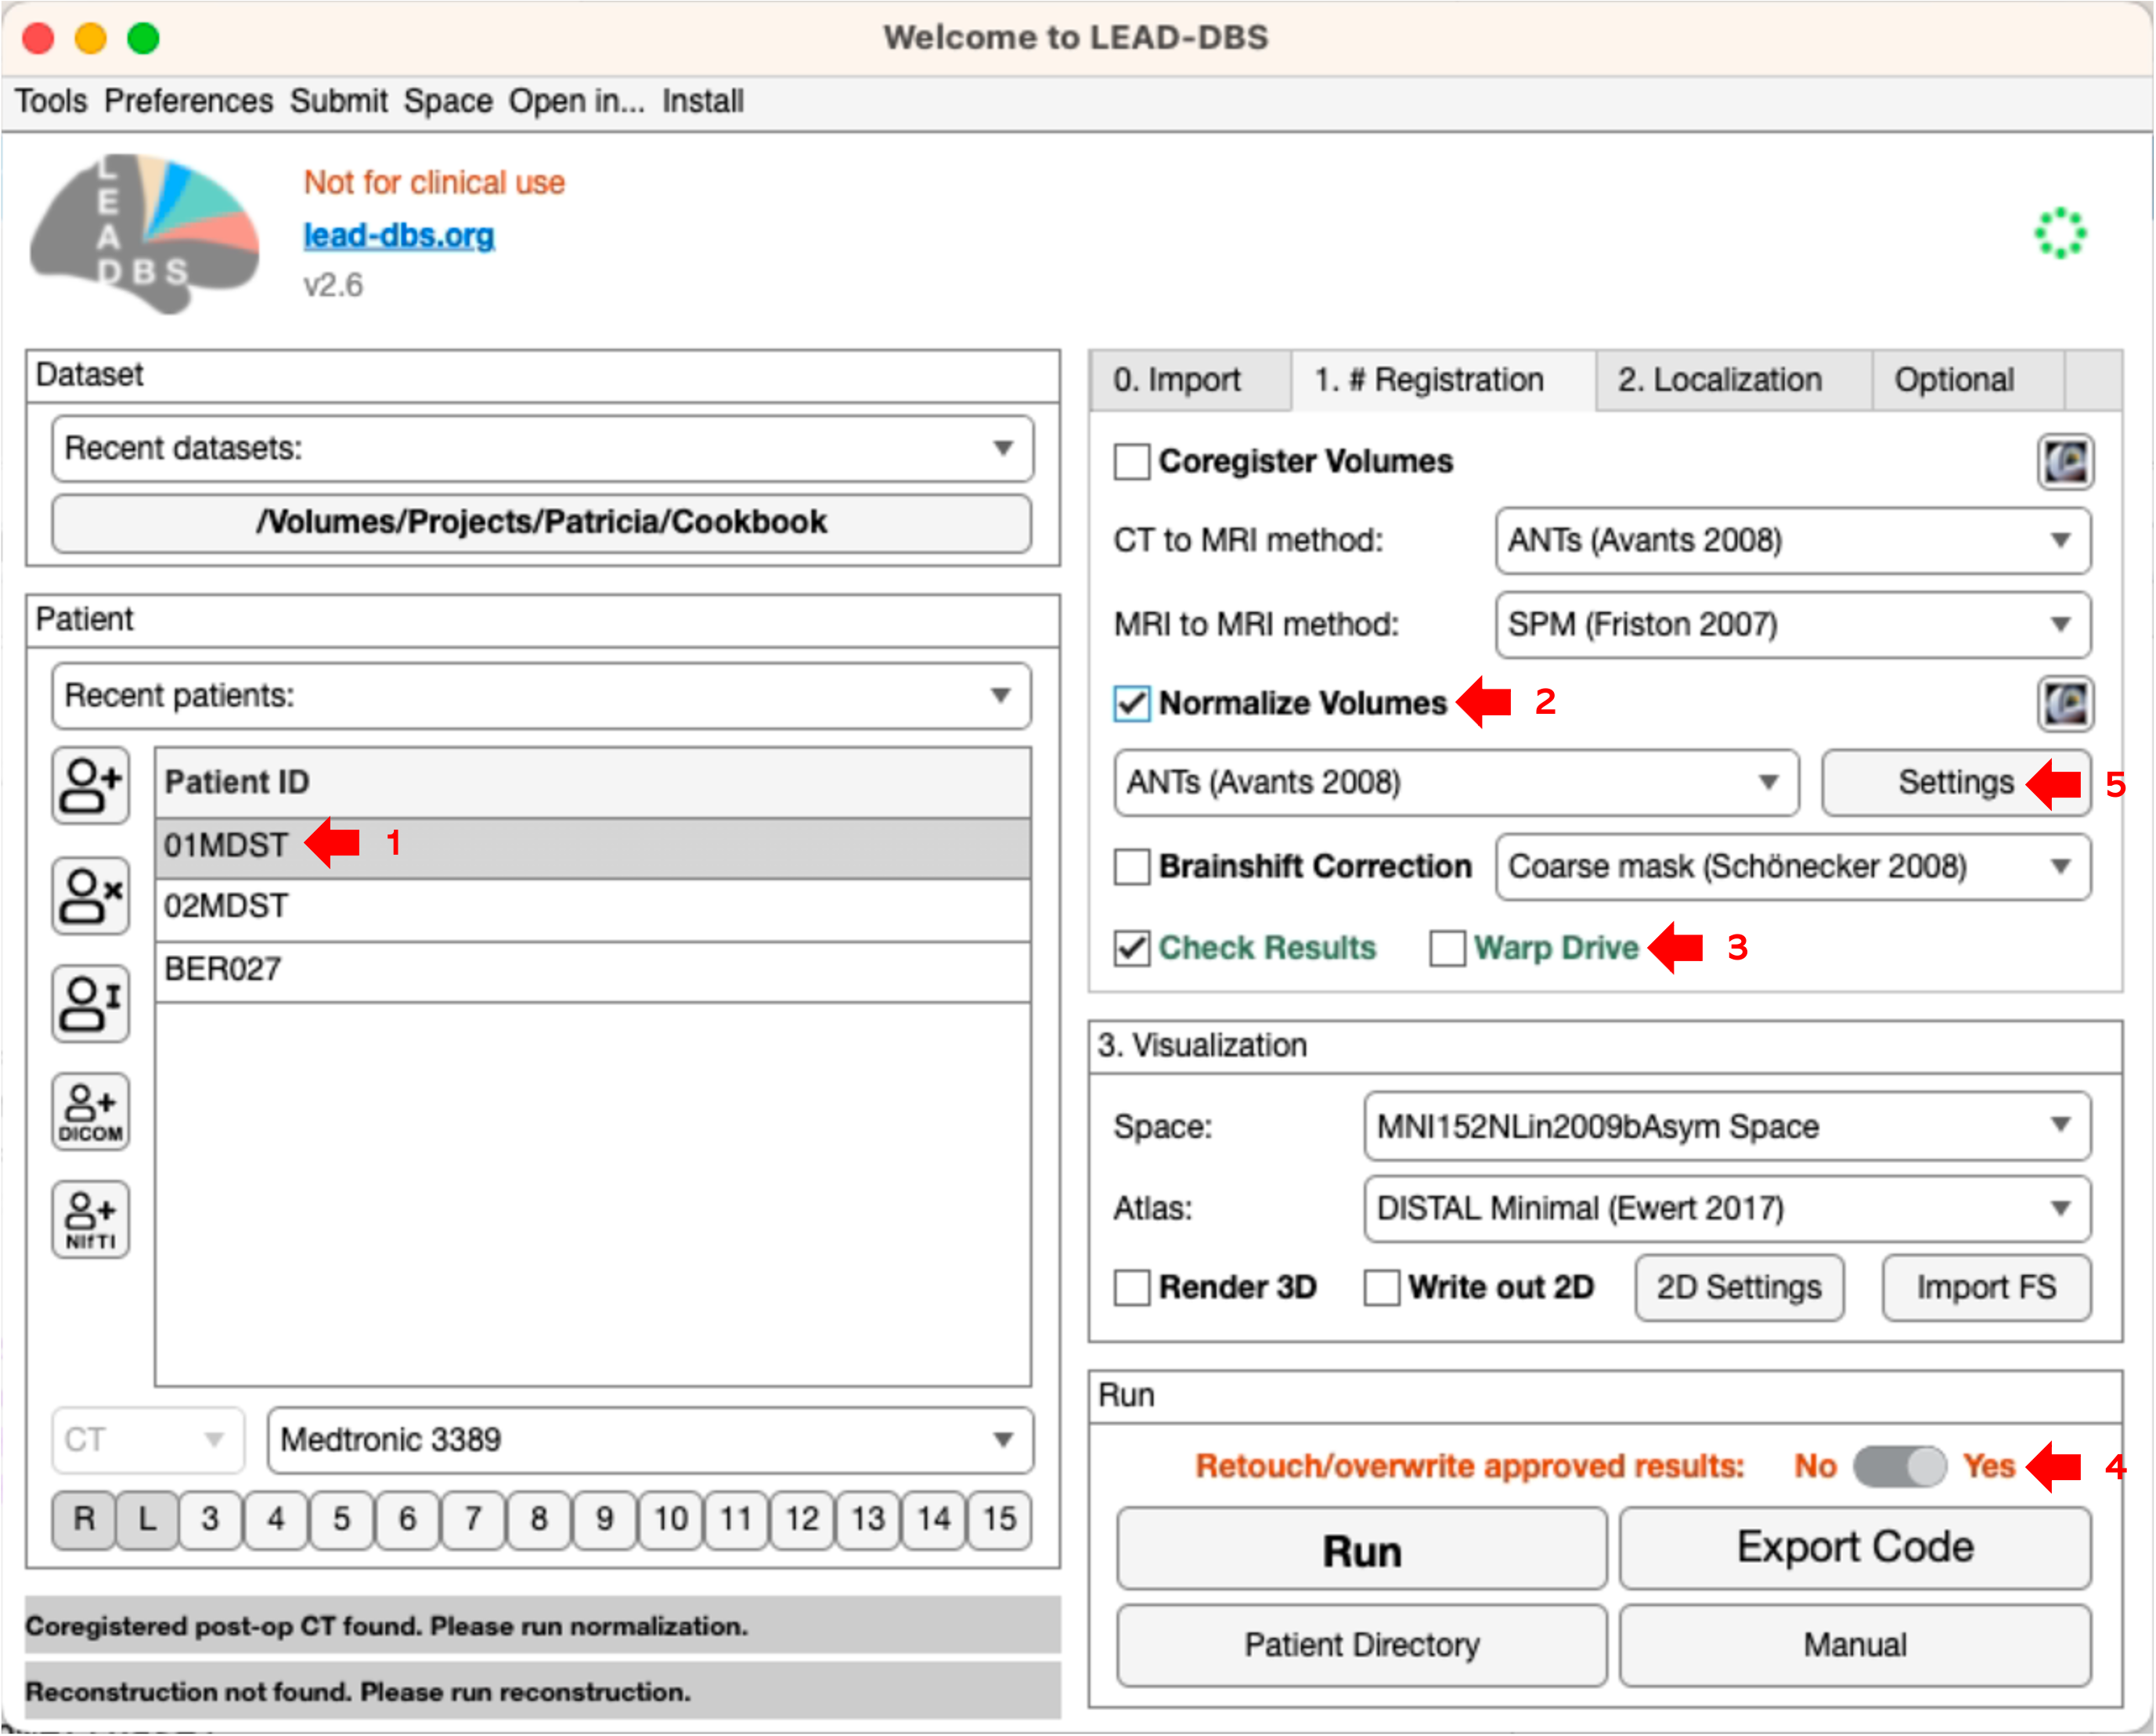 Welcome to LEAD-DBS
Tools Preferences Submit Space Open in... Install
L
E
A
D B S
Not for clinical use
lead-dbs.org
v2.6
Dataset
Recent datasets:
/Volumes/Projects/Patricia/Cookbook
Patient
Recent patients:
Patient ID
01MDST 1
02MDST
BER027
DICOM
NIfTI
CT
Medtronic 3389
R L 3 4 5 6 7 8 9 10 11 12 13 14 15
Coregistered post-op CT found. Please run normalization.
Reconstruction not found. Please run reconstruction.
0. Import 1. # Registration 2. Localization Optional
Coregister Volumes
CT to MRI method: ANTs (Avants 2008)
MRI to MRI method: SPM (Friston 2007)
Normalize Volumes 2
ANTs (Avants 2008) Settings 5
Brainshift Correction Coarse mask (Schönecker 2008)
Check Results Warp Drive 3
3. Visualization
Space: MNI152NLin2009bAsym Space
Atlas: DISTAL Minimal (Ewert 2017)
Render 3D Write out 2D 2D Settings Import FS
Run
Retouch/overwrite approved results: No Yes 4
Run Export Code
Patient Directory Manual